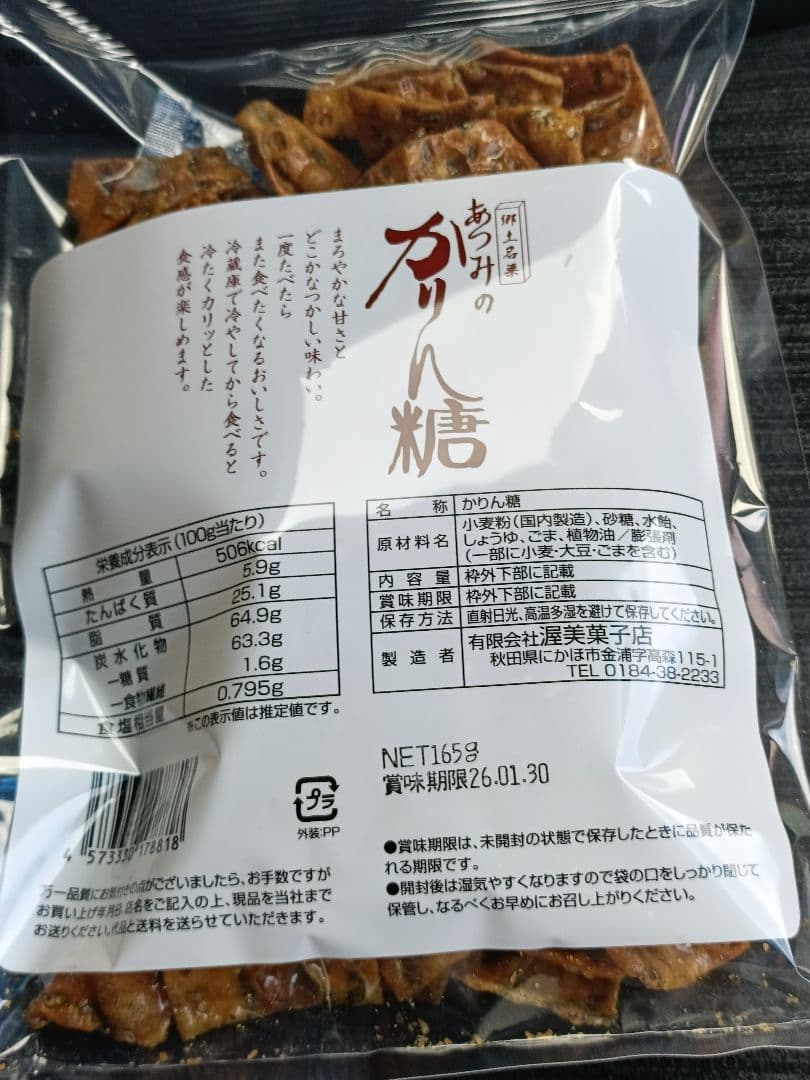 郷土名菓
あつみの
かりん糖
まろやかな甘さと
どこかなつかしい味わい。
一度たべたら
また食べたくなるおいしさです。
冷蔵庫で冷やしてから食べると
冷たくカリッとした
食感が楽しめます。
栄養成分表示(100g当たり)
熱量 506kcal
たんぱく質 5.9g
脂質 25.1g
炭水化物 64.9g
ー糖質 63.3g
ー食物繊維 1.6g
塩相当量 0.795g
※この表示値は推定値です。
名称 かりん糖
原材料名 小麦粉(国内製造)、砂糖、水飴、
しょうゆ、ごま、植物油/膨張剤
(一部に小麦・大豆・ごまを含む)
内容量 枠外下部に記載
賞味期限 枠外下部に記載
保存方法 直射日光、高温多湿を避けて保存してください。
製造者 有限会社渥美菓子店
秋田県にかほ市金浦字高森115-1
TEL 0184-38-2233
NET165g
賞味期限26.01.30
プラ
外装:PP
4 573330 178818
●賞味期限は、未開封の状態で保存したときに品質が保た
れる期限です。
●開封後は湿気やすくなりますので袋の口をしっかり閉じて
保管し、なるべくお早めにお召し上がりください。
万一品質にお気付きの点がございましたら、お手数ですが
お買い上げ年月日、店名をご記入の上、現品を当社まで
お送りください。代品と送料を送らせていただきます。